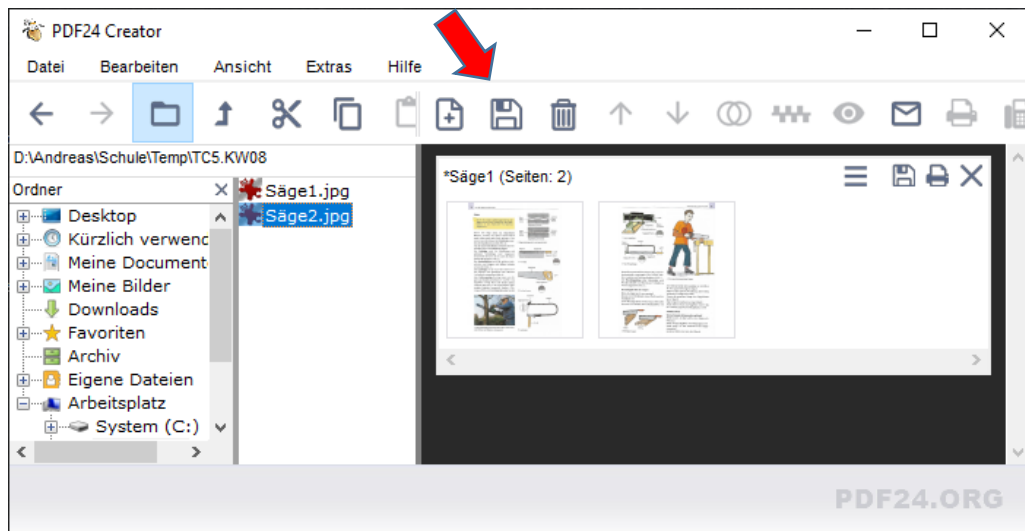 PDF24 Creator
Datei Bearbeiten Ansicht Extras Hilfe
D:\Andreas\Schule\Temp\TC5.KW08
Ordner
Desktop
Kürzlich verwenc
Meine Document
Meine Bilder
Downloads
Favoriten
Archiv
Eigene Dateien
Arbeitsplatz
System (C:)
Säge1.jpg
Säge2.jpg
*Säge1 (Seiten: 2)
PDF24.ORG